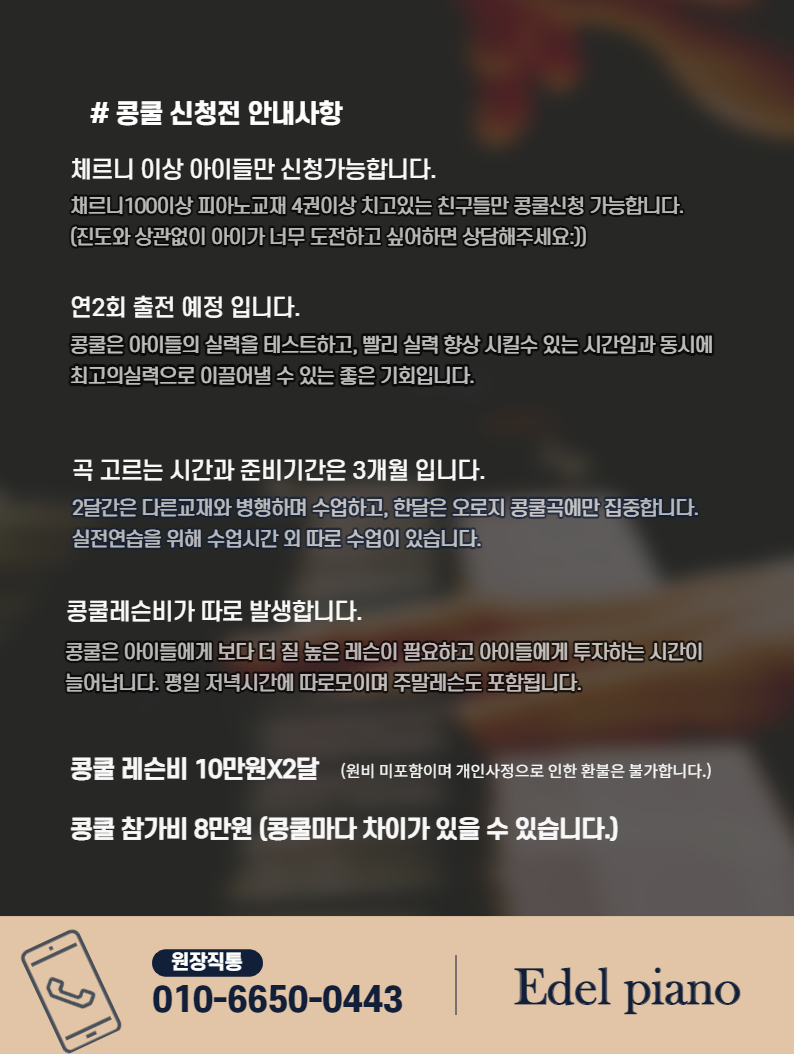 # 콩쿨 신청전 안내사항
체르니 이상 아이들만 신청가능합니다.
채르니100이상 피아노교재 4권이상 치고있는 친구들만 콩쿨신청 가능합니다.
(진도와 상관없이 아이가 너무 도전하고 싶어하면 상담해주세요:))
연2회 출전 예정 입니다.
콩쿨은 아이들의 실력을 테스트하고, 빨리 실력 향상 시킬수 있는 시간임과 동시에
최고의실력으로 이끌어낼 수 있는 좋은 기회입니다.
곡 고르는 시간과 준비기간은 3개월 입니다.
2달간은 다른교재와 병행하며 수업하고, 한달은 오로지 콩쿨곡에만 집중합니다.
실전연습을 위해 수업시간 외 따로 수업이 있습니다.
콩쿨레슨비가 따로 발생합니다.
콩쿨은 아이들에게 보다 더 질 높은 레슨이 필요하고 아이들에게 투자하는 시간이
늘어납니다. 평일 저녁시간에 따로모이며 주말레슨도 포함됩니다.
콩쿨 레슨비 10만원X2달 (원비 미포함이며 개인사정으로 인한 환불은 불가합니다.)
콩쿨 참가비 8만원 (콩쿨마다 차이가 있을 수 있습니다.)
원장직통
010-6650-0443
Edel piano